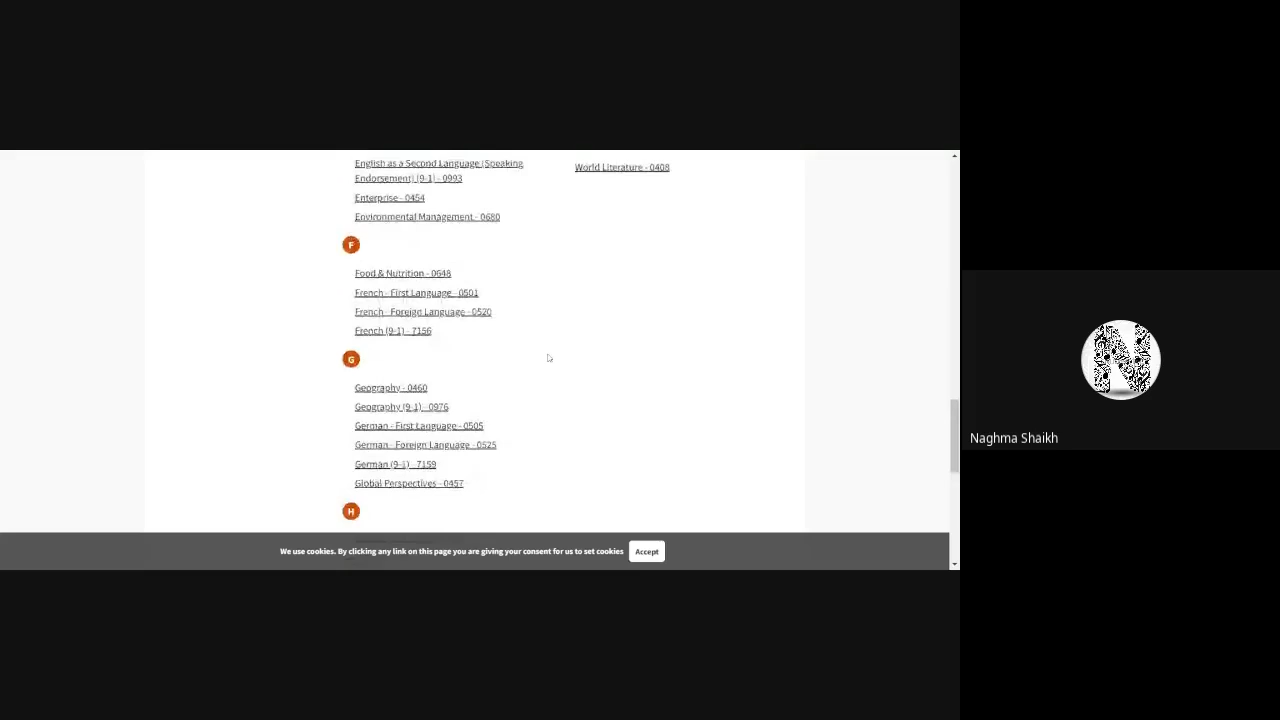 English as a Second Language (Speaking
Endorsement) (9-1) - 0993
Enterprise - 0454
Environmental Management - 0680
F
Food & Nutrition - 0648
French - First Language - 0501
French - Foreign Language - 0520
French (9-1) - 7156
G
Geography - 0460
Geography (9-1) - 0976
German - First Language - 0505
German - Foreign Language - 0525
German (9-1) - 7159
Global Perspectives - 0457
H
World Literature - 0408
We use cookies. By clicking any link on this page you are giving your consent for us to set cookies
Accept
N
Naghma Shaikh